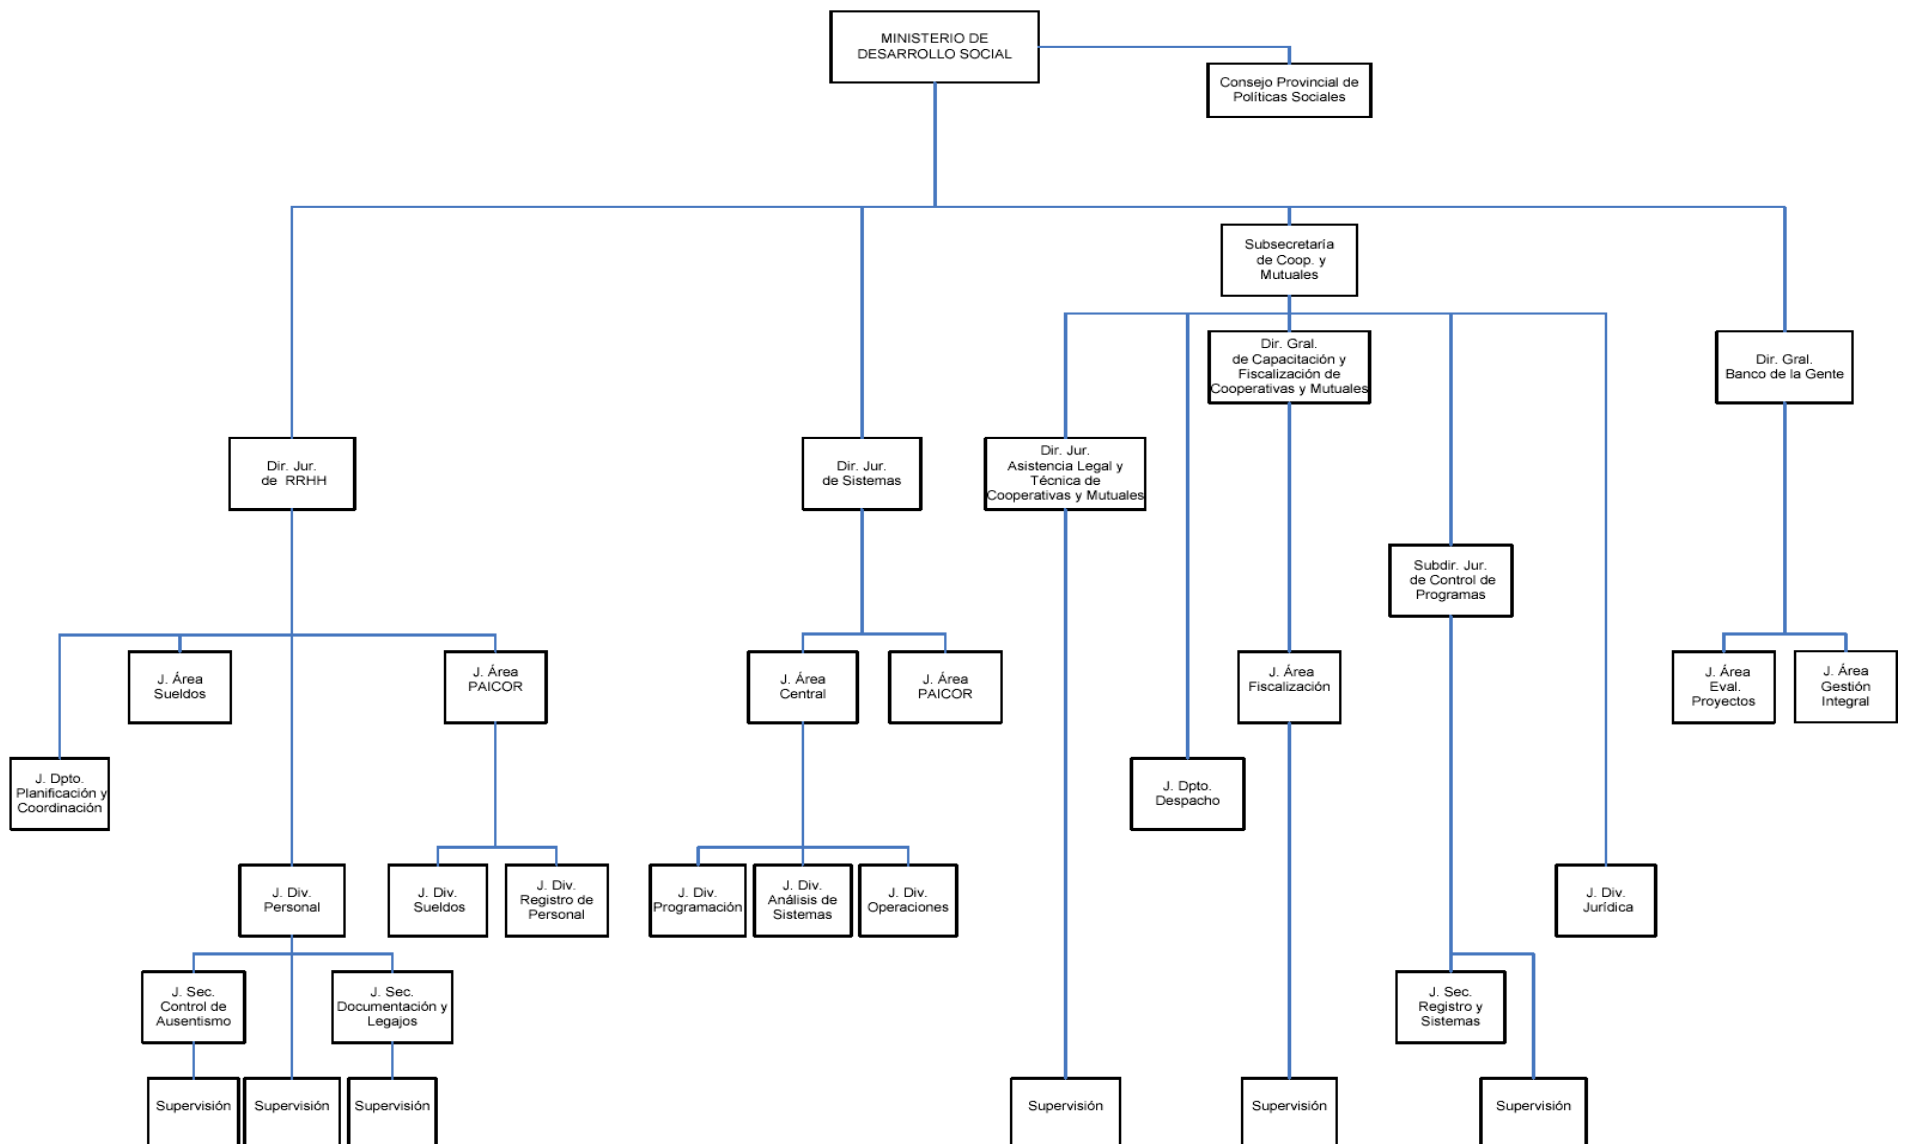 MINISTERIO DE
DESARROLLO SOCIAL
Consejo Provincial de
Políticas Sociales
Subsecretaría
de Coop. y
Mutuales
Dir. Gral.
de Capacitación y
Fiscalización de
Cooperativas y Mutuales
Dir. Gral.
Banco de la Gente
Dir. Jur.
de RRHH
Dir. Jur.
de Sistemas
Dir. Jur.
Asistencia Legal y
Técnica de
Cooperativas y Mutuales
Subdir. Jur.
de Control de
Programas
J. Área
Sueldos
J. Área
PAICOR
J. Área
Central
J. Área
PAICOR
J. Área
Fiscalización
J. Área
Eval.
Proyectos
J. Área
Gestión
Integral
J. Dpto.
Planificación y
Coordinación
J. Dpto.
Despacho
J. Div.
Personal
J. Div.
Sueldos
J. Div.
Registro de
Personal
J. Div.
Programación
J. Div.
Análisis de
Sistemas
J. Div.
Operaciones
J. Div.
Jurídica
J. Sec.
Control de
Ausentismo
J. Sec.
Documentación y
Legajos
J. Sec.
Registro y
Sistemas
Supervisión
Supervisión
Supervisión
Supervisión
Supervisión
Supervisión